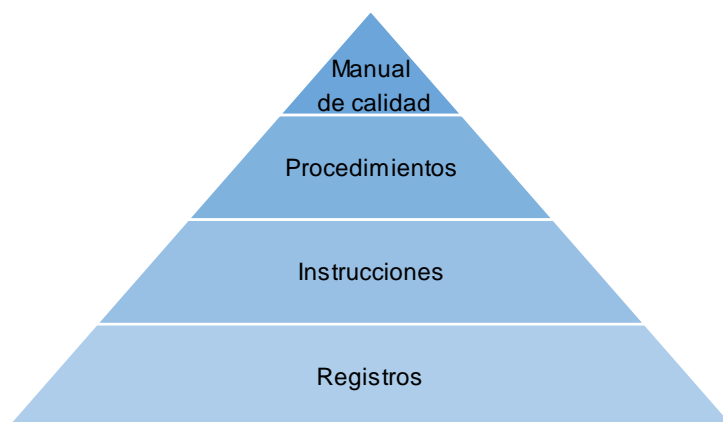 Manual
de calidad
Procedimientos
Instrucciones
Registros